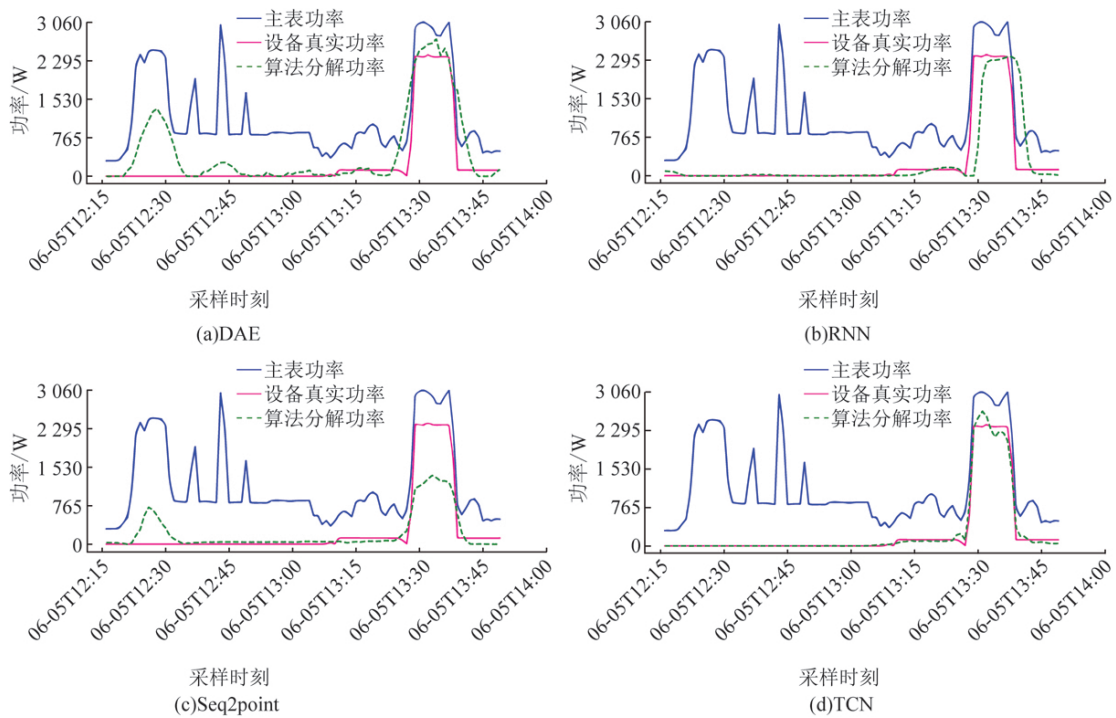 主表功率
设备真实功率
算法分解功率
3 060
2 295
1 530
765
0
功率/W
06-05T12:15
06-05T12:30
06-05T12:45
06-05T13:00
06-05T13:15
06-05T13:30
06-05T13:45
06-05T14:00
采样时刻
(a)DAE
主表功率
设备真实功率
算法分解功率
3 060
2 295
1 530
765
0
功率/W
06-05T12:15
06-05T12:30
06-05T12:45
06-05T13:00
06-05T13:15
06-05T13:30
06-05T13:45
06-05T14:00
采样时刻
(b)RNN
主表功率
设备真实功率
算法分解功率
3 060
2 295
1 530
765
0
功率/W
06-05T12:15
06-05T12:30
06-05T12:45
06-05T13:00
06-05T13:15
06-05T13:30
06-05T13:45
06-05T14:00
采样时刻
(c)Seq2point
主表功率
设备真实功率
算法分解功率
3 060
2 295
1 530
765
0
功率/W
06-05T12:15
06-05T12:30
06-05T12:45
06-05T13:00
06-05T13:15
06-05T13:30
06-05T13:45
06-05T14:00
采样时刻
(d)TCN